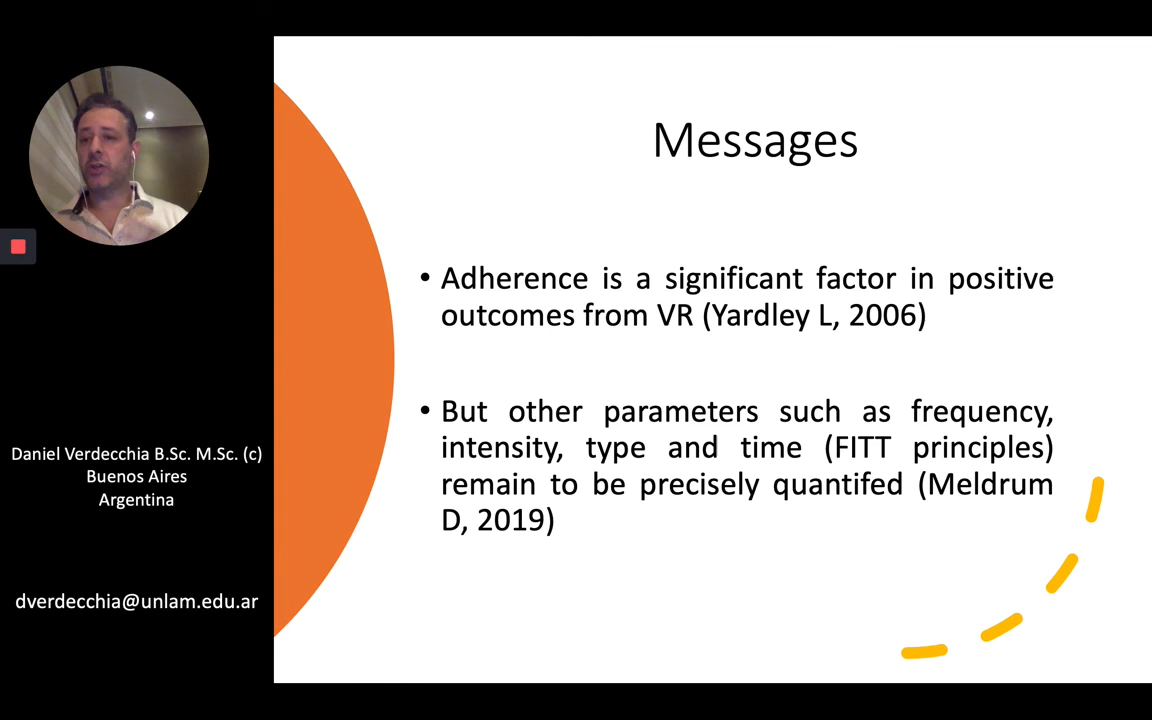 Messages
• Adherence is a significant factor in positive
outcomes from VR (Yardley L, 2006)
• But other parameters such as frequency,
intensity, type and time (FITT principles)
remain to be precisely quantifed (Meldrum
D, 2019)
Daniel Verdecchia B.Sc. M.Sc. (c)
Buenos Aires
Argentina
dverdecchia@unlam.edu.ar